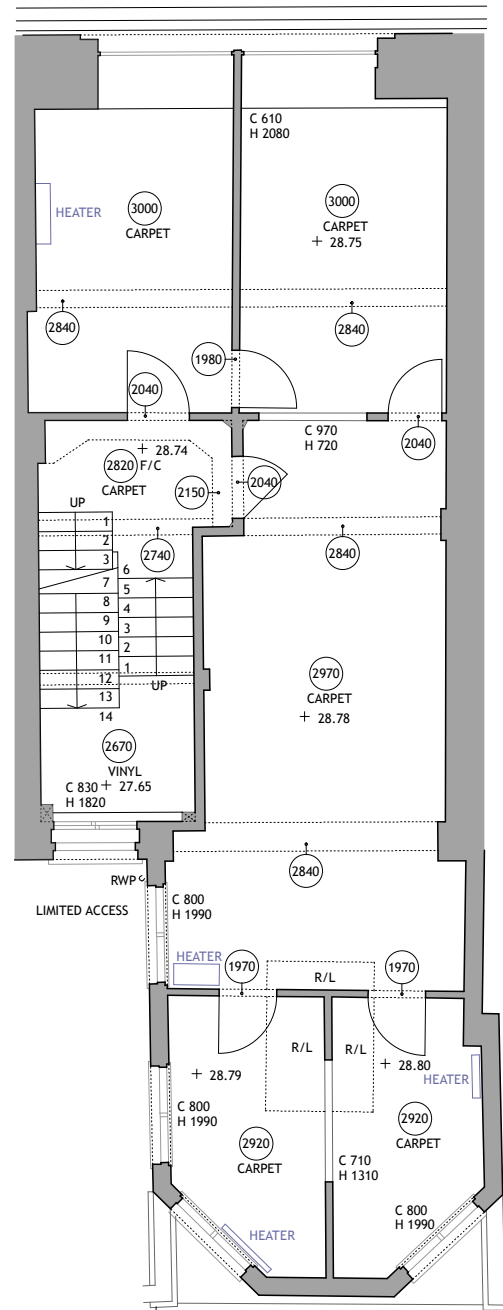 C 610
H 2080
3000
3000
HEATER
CARPET
CARPET
+ 28.75
2840
2840
1980
2040
2040
C 970
H 720
+ 28.74
2820 F/C
CARPET
2150
2040
UP
1
2
3
2740
2840
6
7
5
8
4
9
3
10
2
11
1
12
UP
13
14
2970
CARPET
+ 28.78
2670
VINYL
C 830 + 27.65
H 1820
2840
RWP
LIMITED ACCESS
C 800
H 1990
HEATER
1970
1970
R/L
R/L
R/L
+ 28.79
+ 28.80
HEATER
C 800
H 1990
2920
CARPET
2920
CARPET
C 710
H 1310
C 800
H 1990
HEATER